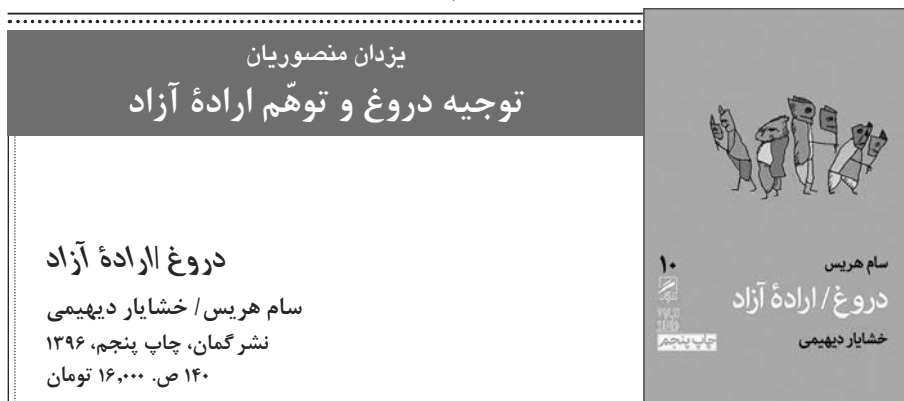 یزدان منصوریان
توجیه دروغ و توهّم ارادهٔ آزاد
دروغ /ارادهٔ آزاد
سام هریس/ خشایار دیهیمی
نشر گمان، چاپ پنجم، ۱۳۹۶
۱۴۰ ص. ۱۶,۰۰۰ تومان
سام هریس
۱۰
دروغ/ ارادهٔ آزاد
خشایار دیهیمی
چاپ پنجم